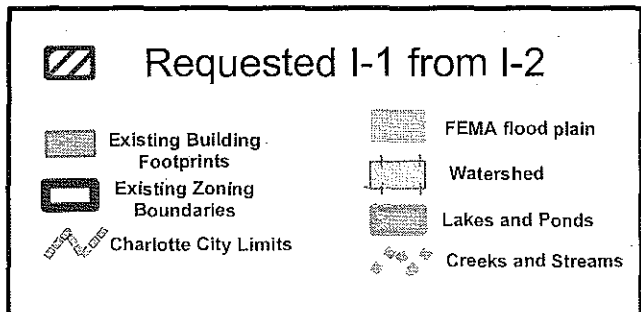 Requested I-1 from I-2
Existing Building
Footprints
Existing Zoning
Boundaries
Charlotte City Limits
FEMA flood plain
Watershed
Lakes and Ponds
Creeks and Streams